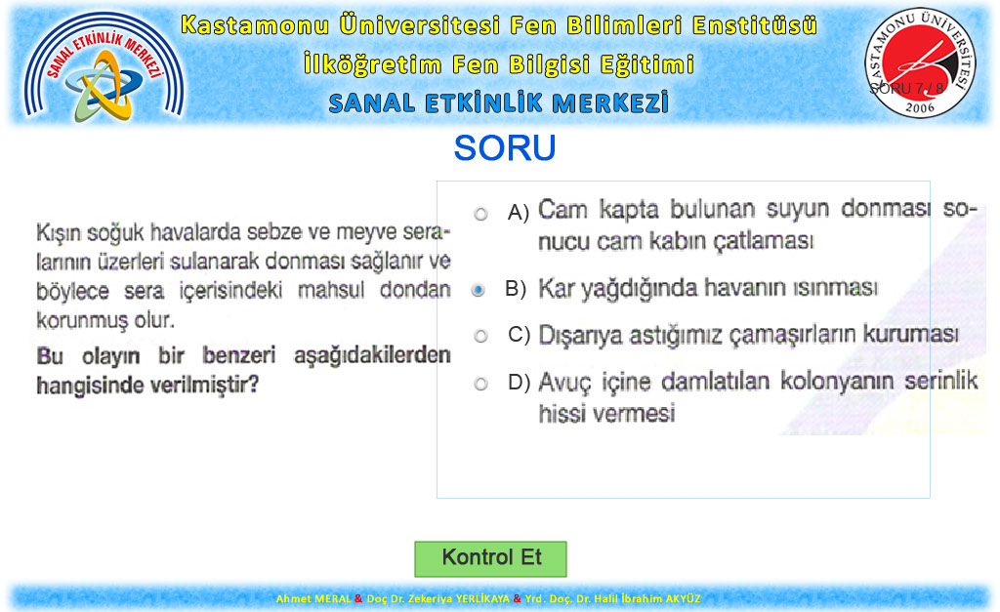 Kastamonu Üniversitesi Fen Bilimleri Enstitüsü
İlköğretim Fen Bilgisi Eğitimi
SANAL ETKİNLİK MERKEZİ
SANAL ETKİNLİK MERKEZİ
KASTAMONU ÜNİVERSİTESİ
2006
SORU 7 / 8
SORU
Kışın soğuk havalarda sebze ve meyve sera-
larının üzerleri sulanarak donması sağlanır ve
böylece sera içerisindeki mahsul dondan
korunmuş olur.
Bu olayın bir benzeri aşağıdakilerden
hangisinde verilmiştir?
A) Cam kapta bulunan suyun donması so-
nucu cam kabın çatlaması
B) Kar yağdığında havanın ısınması
C) Dışarıya astığımız çamaşırların kuruması
D) Avuç içine damlatılan kolonyanın serinlik
hissi vermesi
Kontrol Et
Ahmet MERAL & Doç Dr. Zekeriya YERLİKAYA & Yrd. Doç. Dr. Halil İbrahim AKYÜZ